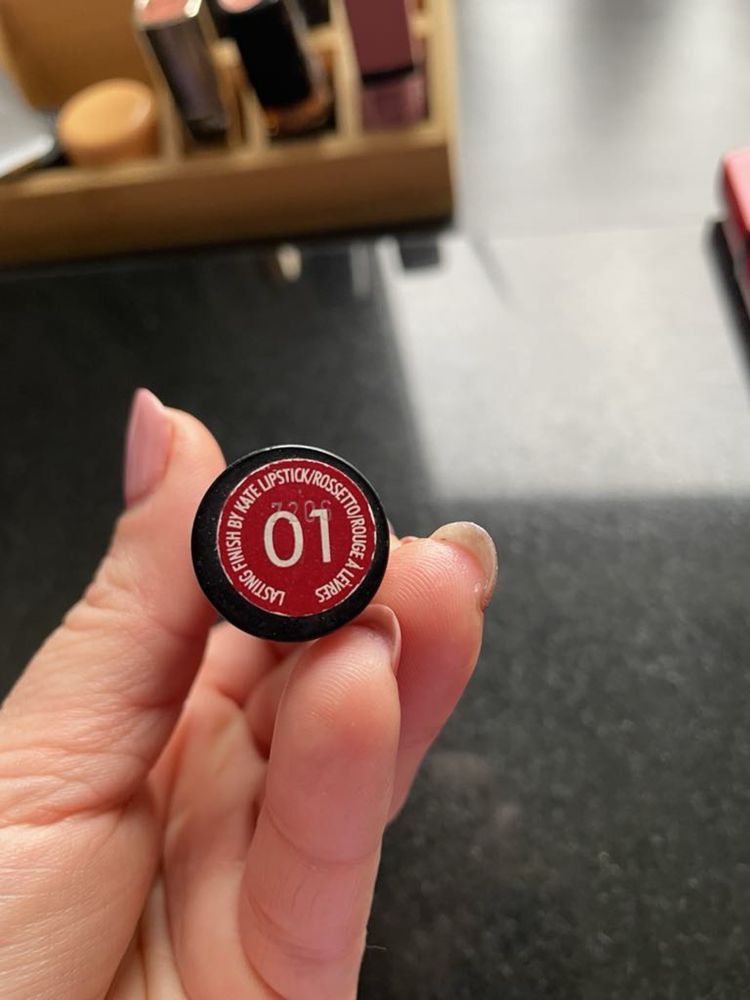 LASTING FINISH BY KATE LIPSTICK/ROSSETTO/ROUGE À LÈVRES
01